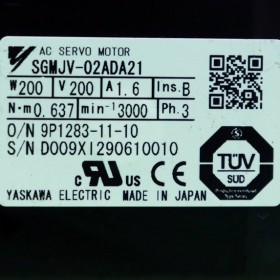 AC SERVO MOTOR
SGMJV-02ADA21
W 200 V 200 A 1.6 Ins. B
N·m 0.637 min⁻¹ 3000 Ph. 3
O/N 9P1283-11-10
S/N D009X1290610010
c UL us CE TÜV SUD
YASKAWA ELECTRIC MADE IN JAPAN